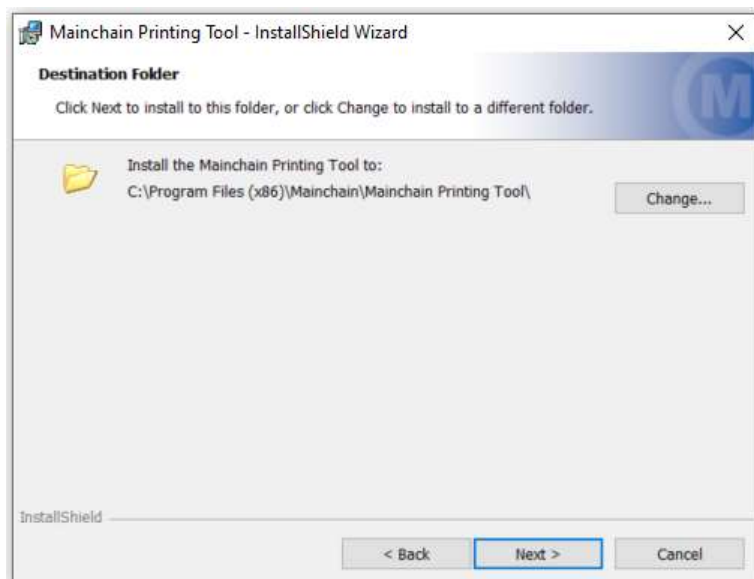 Mainchain Printing Tool - InstallShield Wizard
Destination Folder
Click Next to install to this folder, or click Change to install to a different folder.
M
Install the Mainchain Printing Tool to:
C:\Program Files (x86)\Mainchain\Mainchain Printing Tool\
Change...
InstallShield
< Back
Next >
Cancel